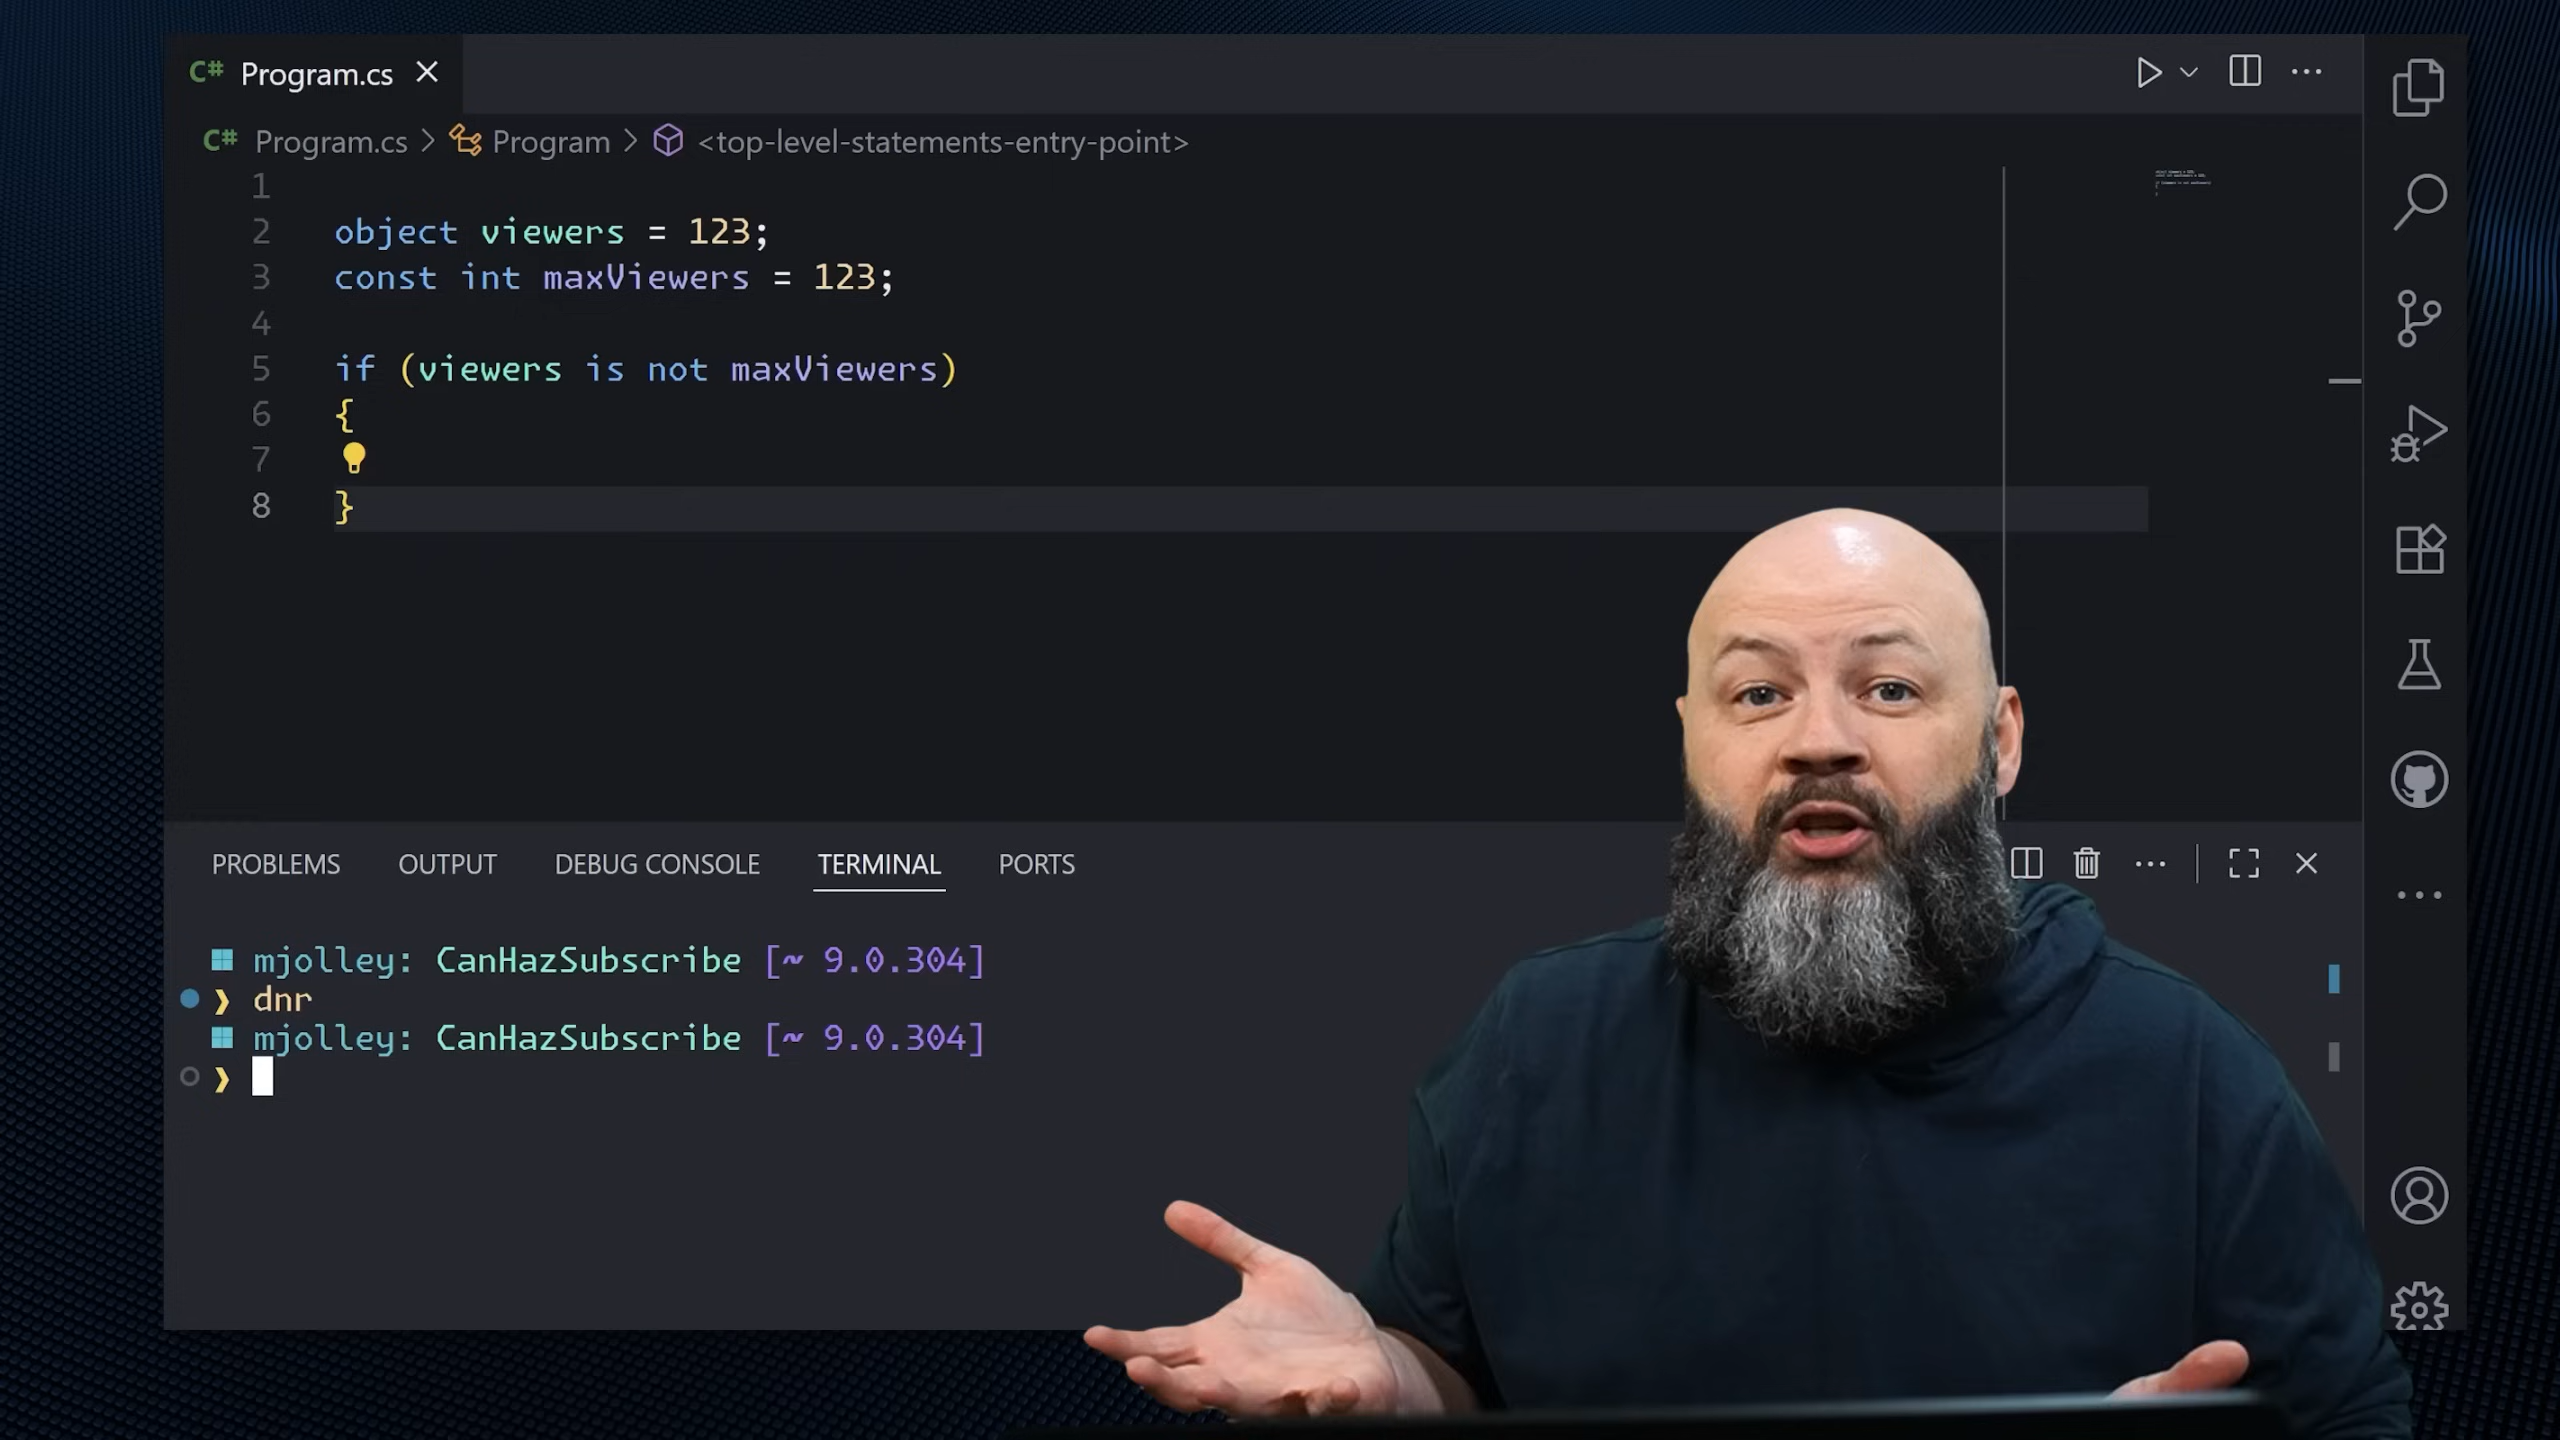 C# Program.cs
C# Program.cs > Program > <top-level-statements-entry-point>
1
2 object viewers = 123;
3 const int maxViewers = 123;
4
5 if (viewers is not maxViewers)
6 {
7
8 }
PROBLEMS OUTPUT DEBUG CONSOLE TERMINAL PORTS
mjolley: CanHazSubscribe [~ 9.0.304]
❯ dnr
mjolley: CanHazSubscribe [~ 9.0.304]
❯